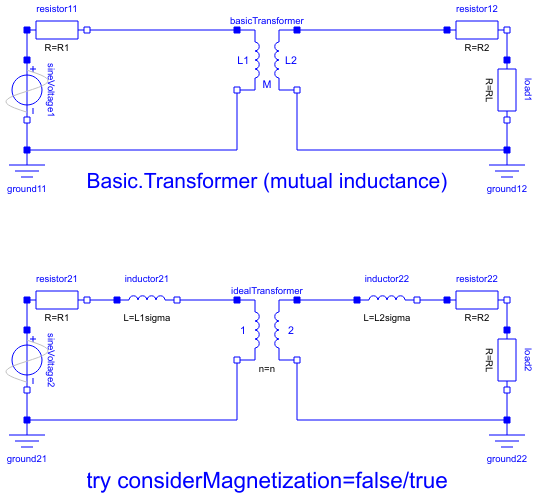 resistor11
basicTransformer
resistor12
R=R1
R=R2
L1
L2
M
sineVoltage1
+
-
R=RL
load1
ground11
ground12
Basic.Transformer (mutual inductance)
resistor21
inductor21
idealTransformer
inductor22
resistor22
R=R1
L=L1sigma
L=L2sigma
R=R2
1
2
n=n
sineVoltage2
+
-
R=RL
load2
ground21
ground22
try considerMagnetization=false/true